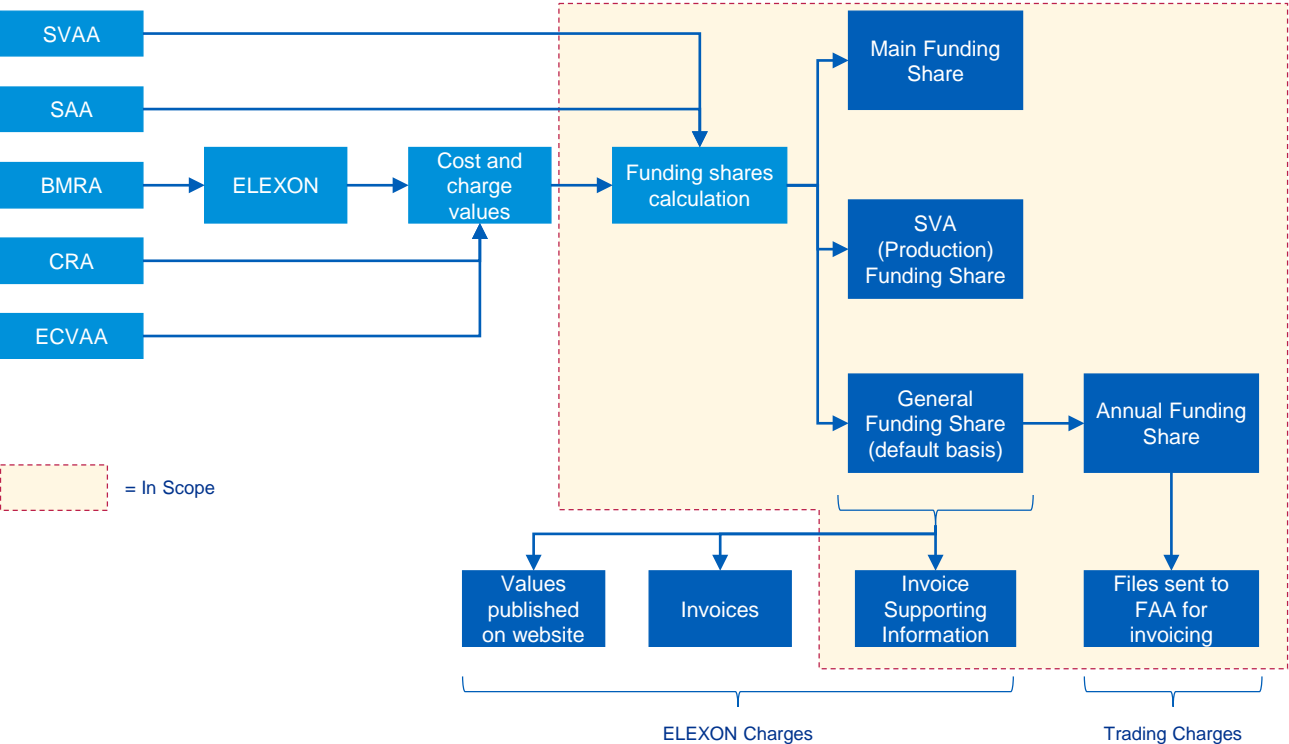 SVAA
Main Funding
Share
SAA
BMRA
ELEXON
Cost and
charge
values
Funding shares
calculation
SVA
(Production)
Funding Share
CRA
ECVAA
General
Funding Share
(default basis)
Annual Funding
Share
= In Scope
Values
published
on website
Invoices
Invoice
Supporting
Information
Files sent to
FAA for
invoicing
ELEXON Charges
Trading Charges